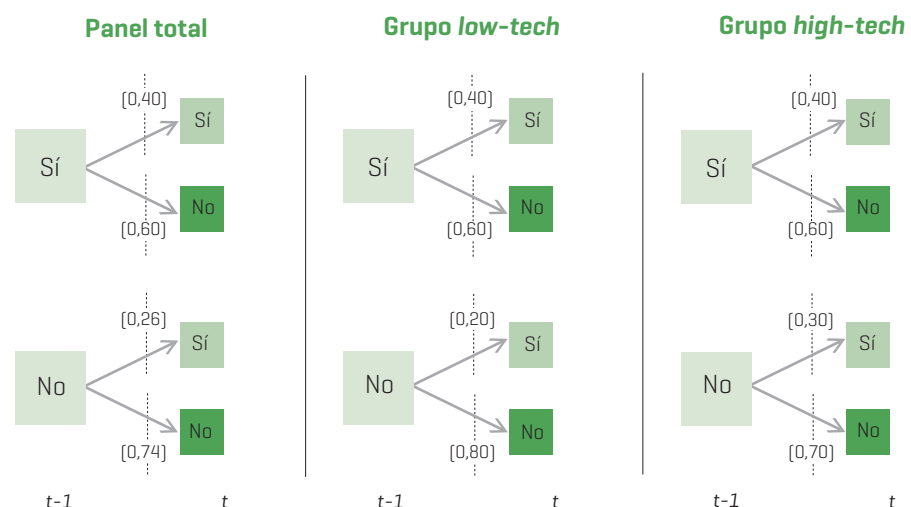 Panel total
Grupo low-tech
Grupo high-tech
(0,40)
Sí
Sí
No
(0,60)
(0,40)
Sí
Sí
No
(0,60)
(0,40)
Sí
Sí
No
(0,60)
(0,26)
Sí
No
No
(0,74)
(0,20)
Sí
No
No
(0,80)
(0,30)
Sí
No
No
(0,70)
t-1 t
t-1 t
t-1 t